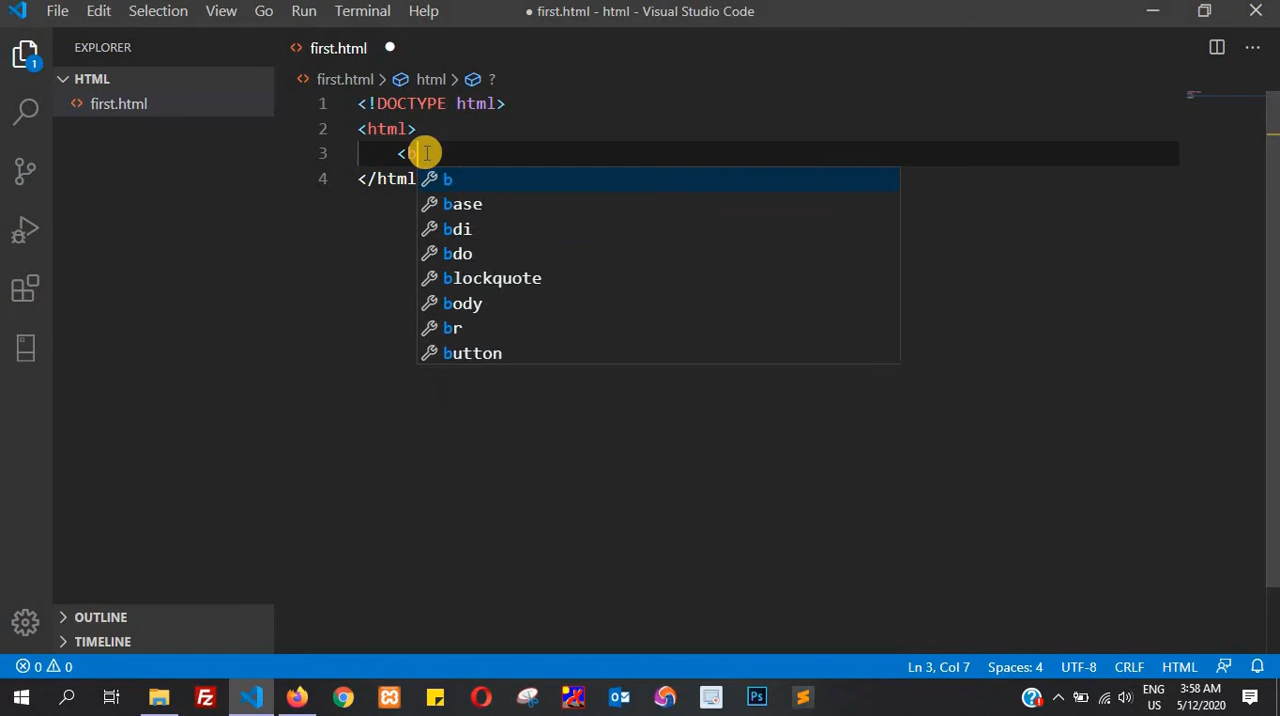 File Edit Selection View Go Run Terminal Help
● first.html - html - Visual Studio Code
EXPLORER
HTML
first.html
first.html
first.html > html > ?
1 <!DOCTYPE html>
2 <html>
3 <b
4 </html
b
base
bdi
bdo
blockquote
body
br
button
OUTLINE
TIMELINE
1
0 0
Ln 3, Col 7 Spaces: 4 UTF-8 CRLF HTML
Ps
ENG
US
3:58 AM
5/12/2020